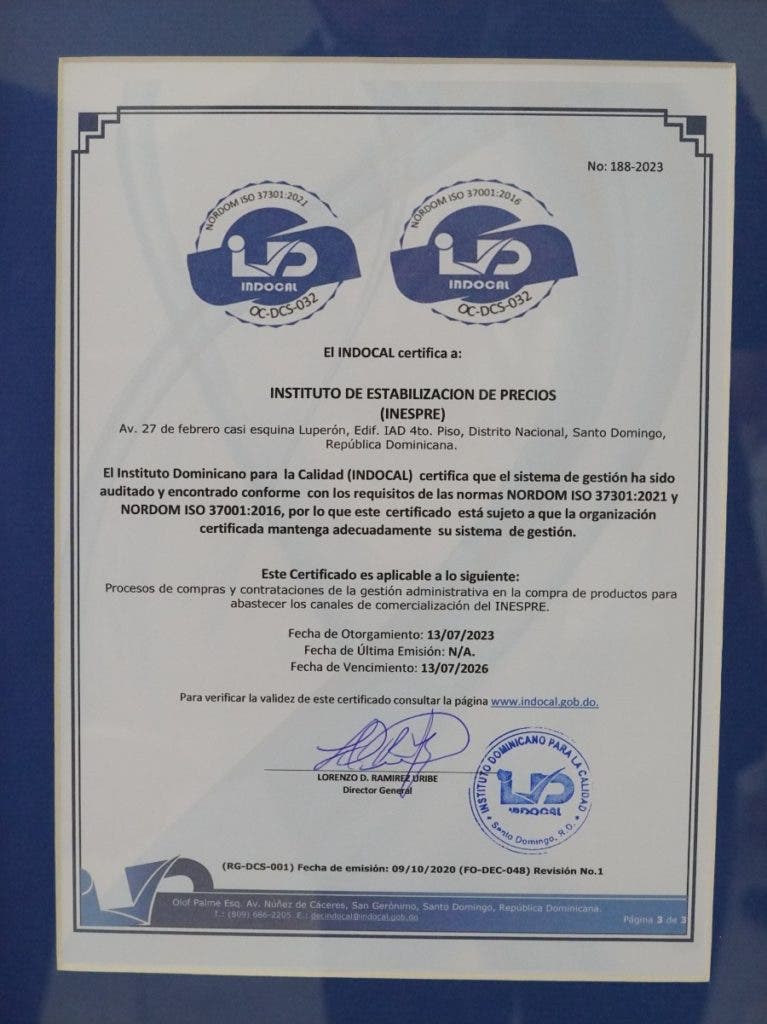 No: 188-2023
NORDOM ISO 37301:2021
INDOCAL
OC-DCS-032
NORDOM ISO 37001:2016
INDOCAL
OC-DCS-032
El INDOCAL certifica a:
INSTITUTO DE ESTABILIZACION DE PRECIOS
(INESPRE)
Av. 27 de febrero casi esquina Luperón, Edif. IAD 4to. Piso, Distrito Nacional, Santo Domingo,
República Dominicana.
El Instituto Dominicano para la Calidad (INDOCAL) certifica que el sistema de gestión ha sido
auditado y encontrado conforme con los requisitos de las normas NORDOM ISO 37301:2021 y
NORDOM ISO 37001:2016, por lo que este certificado está sujeto a que la organización
certificada mantenga adecuadamente su sistema de gestión.
Este Certificado es aplicable a lo siguiente:
Procesos de compras y contrataciones de la gestión administrativa en la compra de productos para
abastecer los canales de comercialización del INESPRE.
Fecha de Otorgamiento: 13/07/2023
Fecha de Última Emisión: N/A.
Fecha de Vencimiento: 13/07/2026
Para verificar la validez de este certificado consultar la página www.indocal.gob.do.
LORENZO D. RAMIREZ URIBE
Director General
INSTITUTO DOMINICANO PARA LA CALIDAD
INDOCAL
Santo Domingo, R.D.
(RG-DCS-001) Fecha de emisión: 09/10/2020 (FO-DEC-048) Revisión No.1
Olof Palme Esq. Av. Núñez de Cáceres, San Gerónimo, Santo Domingo, República Dominicana.
T.: (809) 686-2205 E.: decindocal@indocal.gob.do
Página 3 de 3